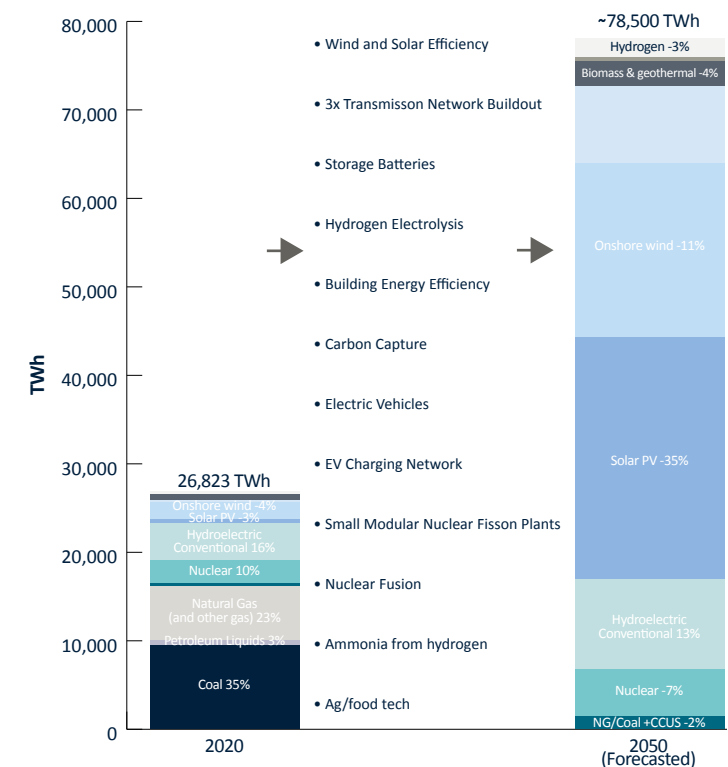 80,000
70,000
60,000
50,000
40,000
30,000
20,000
10,000
0
TWh
26,823 TWh
Onshore wind -4%
Solar PV -3%
Hydroelectric
Conventional 16%
Nuclear 10%
Natural Gas
(and other gas) 23%
Petroleum Liquids 3%
Coal 35%
2020
• Wind and Solar Efficiency
• 3x Transmisson Network Buildout
• Storage Batteries
• Hydrogen Electrolysis
• Building Energy Efficiency
• Carbon Capture
• Electric Vehicles
• EV Charging Network
• Small Modular Nuclear Fisson Plants
• Nuclear Fusion
• Ammonia from hydrogen
• Ag/food tech
~78,500 TWh
Hydrogen -3%
Biomass & geothermal -4%
Onshore wind -11%
Solar PV -35%
Hydroelectric
Conventional 13%
Nuclear -7%
NG/Coal +CCUS -2%
2050
(Forecasted)